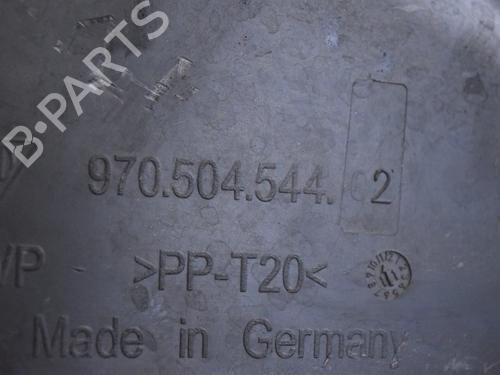 B-PARTS
970.504.544.02
>PP-T20<
Made in Germany